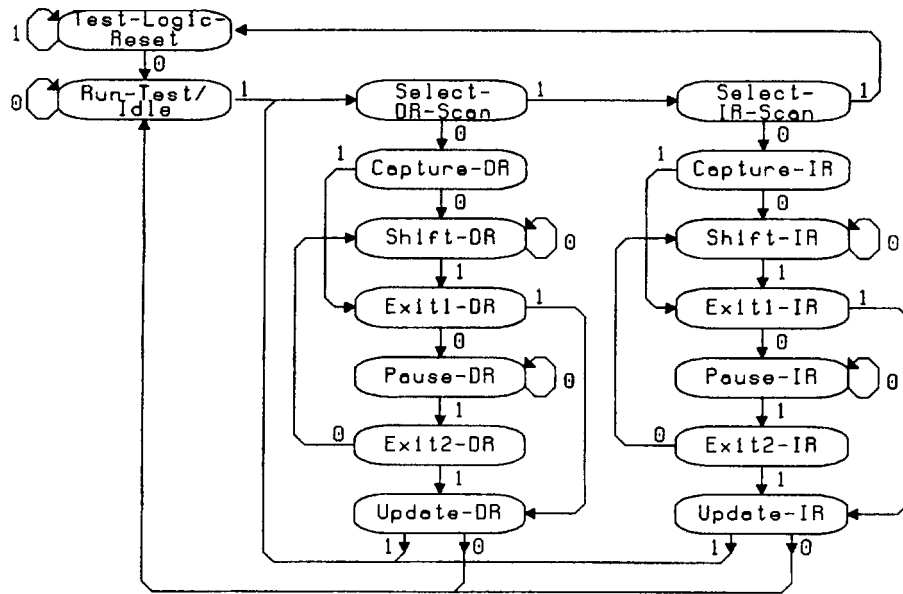 1
Test-Logic-
Reset
0
0
Run-Test/
Idle
1
Select-
DR-Scan
1
Select-
IR-Scan
1
0
0
1
Capture-DR
1
Capture-IR
0
0
Shift-DR
0
Shift-IR
0
1
1
Exit1-DR
1
Exit1-IR
1
0
0
Pause-DR
0
Pause-IR
0
1
1
0
Exit2-DR
0
Exit2-IR
1
1
Update-DR
Update-IR
1
0
1
0